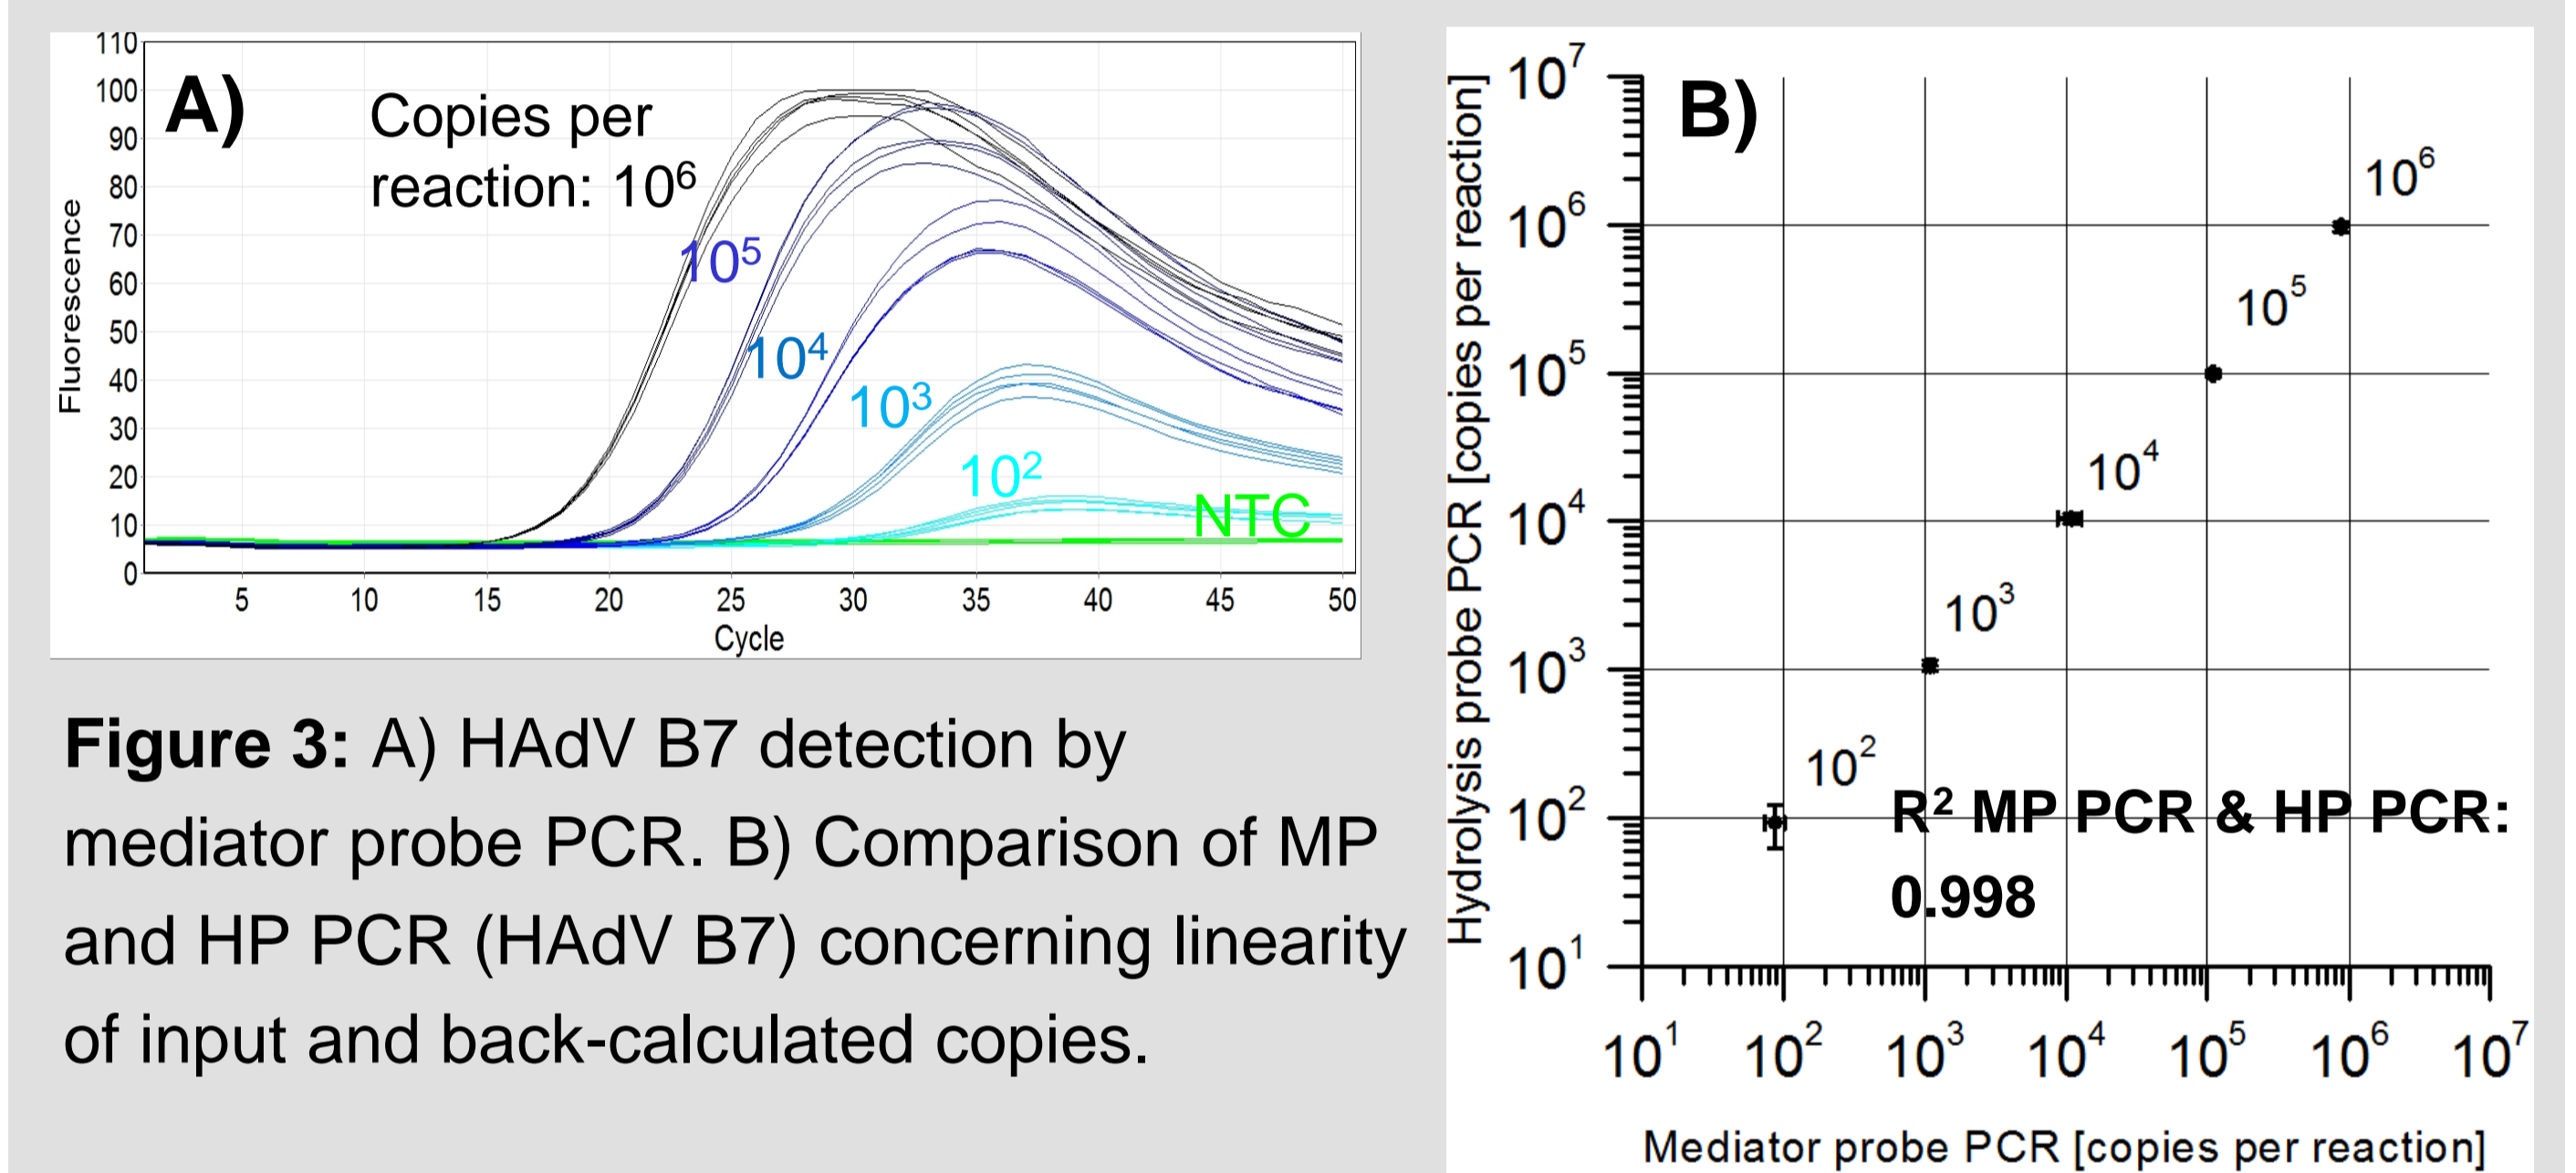 110
100
90
80
70
60
50
40
30
20
10
0
Fluorescence
A)
Copies per
reaction: 10⁶
10⁵
10⁴
10³
10²
NTC
5 10 15 20 25 30 35 40 45 50
Cycle
Figure 3: A) HAdV B7 detection by
mediator probe PCR. B) Comparison of MP
and HP PCR (HAdV B7) concerning linearity
of input and back-calculated copies.
Hydrolysis probe PCR [copies per reaction]
10⁷
10⁶
10⁵
10⁴
10³
10²
10¹
B)
10⁶
10⁵
10⁴
10³
10²
R² MP PCR & HP PCR:
0.998
10¹ 10² 10³ 10⁴ 10⁵ 10⁶ 10⁷
Mediator probe PCR [copies per reaction]